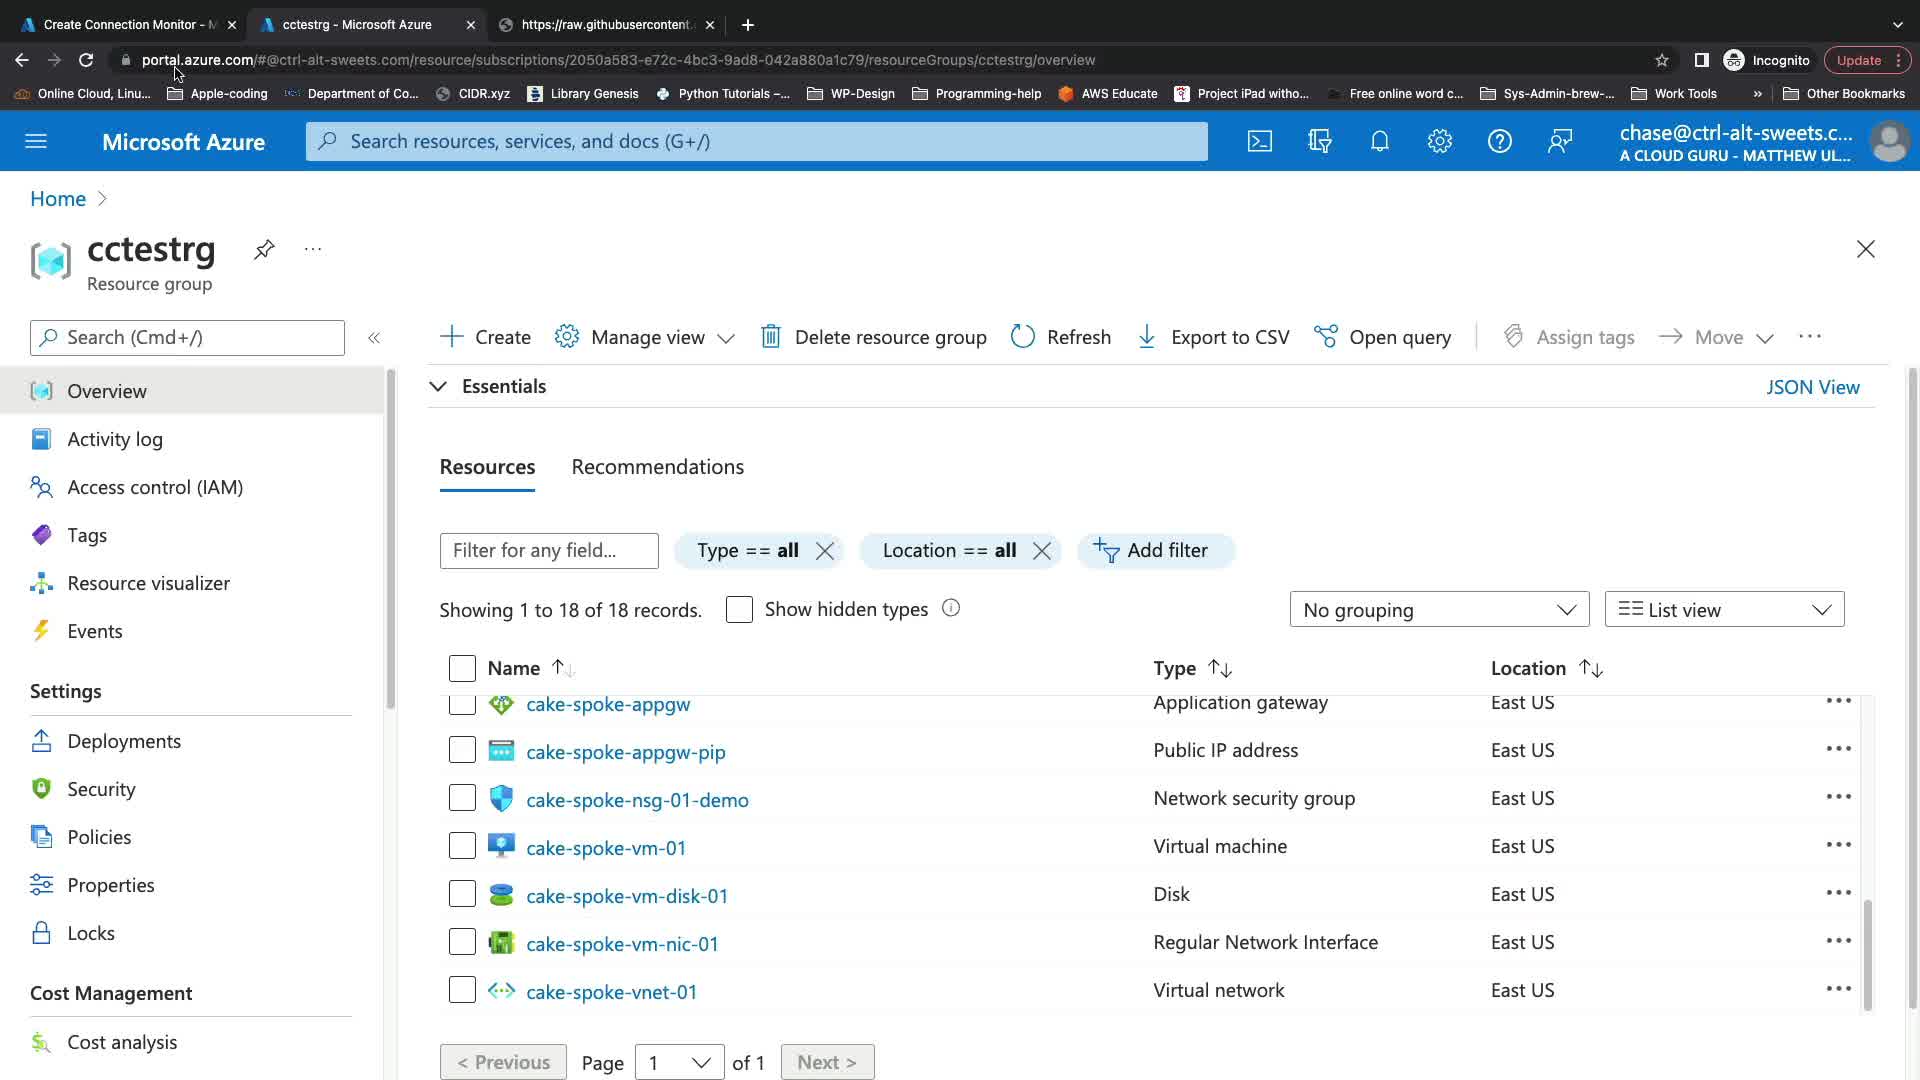 Create Connection Monitor - M
cctestrg - Microsoft Azure
https://raw.githubusercontent.
portal.azure.com/#@ctrl-alt-sweets.com/resource/subscriptions/2050a583-e72c-4bc3-9ad8-042a880a1c79/resourceGroups/cctestrg/overview
Incognito
Update
Online Cloud, Linu...
Apple-coding
Department of Co...
CIDR.xyz
Library Genesis
Python Tutorials –...
WP-Design
Programming-help
AWS Educate
Project iPad witho...
Free online word c...
Sys-Admin-brew-...
Work Tools
»
Other Bookmarks
Microsoft Azure
Search resources, services, and docs (G+/)
chase@ctrl-alt-sweets.c...
A CLOUD GURU - MATTHEW UL...
Home >
cctestrg
...
Resource group
Search (Cmd+/)
«
Create
Manage view
Delete resource group
Refresh
Export to CSV
Open query
Assign tags
Move
...
Overview
Activity log
Access control (IAM)
Tags
Resource visualizer
Events
Settings
Deployments
Security
Policies
Properties
Locks
Cost Management
Cost analysis
Essentials
JSON View
Resources
Recommendations
Filter for any field...
Type == all
Location == all
Add filter
Showing 1 to 18 of 18 records.
Show hidden types
No grouping
List view
Name ↑↓
Type ↑↓
Location ↑↓
cake-spoke-appgw
Application gateway
East US
...
cake-spoke-appgw-pip
Public IP address
East US
...
cake-spoke-nsg-01-demo
Network security group
East US
...
cake-spoke-vm-01
Virtual machine
East US
...
cake-spoke-vm-disk-01
Disk
East US
...
cake-spoke-vm-nic-01
Regular Network Interface
East US
...
cake-spoke-vnet-01
Virtual network
East US
...
< Previous
Page
1
of 1
Next >